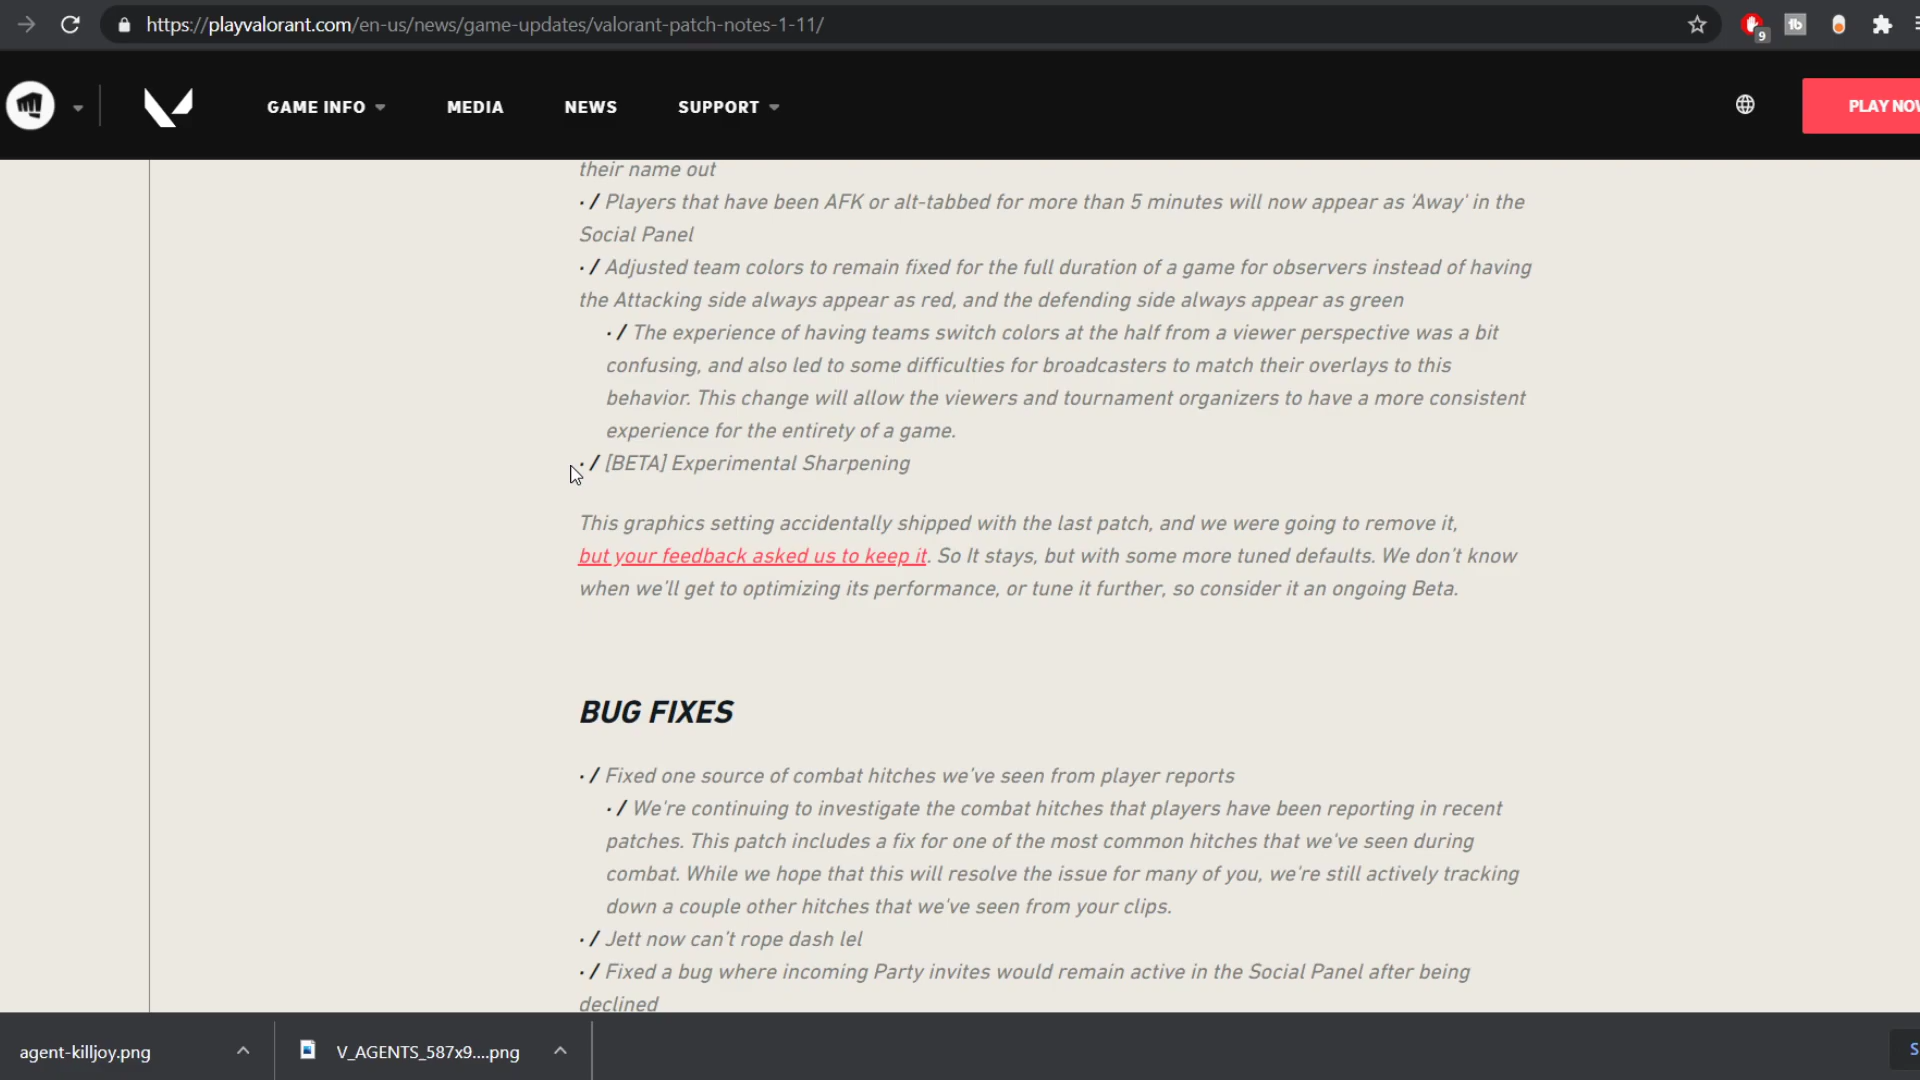 https://playvalorant.com/en-us/news/game-updates/valorant-patch-notes-1-11/
9
tb
GAME INFO
MEDIA
NEWS
SUPPORT
PLAY NOW
their name out
· / Players that have been AFK or alt-tabbed for more than 5 minutes will now appear as 'Away' in the
Social Panel
· / Adjusted team colors to remain fixed for the full duration of a game for observers instead of having
the Attacking side always appear as red, and the defending side always appear as green
· / The experience of having teams switch colors at the half from a viewer perspective was a bit
confusing, and also led to some difficulties for broadcasters to match their overlays to this
behavior. This change will allow the viewers and tournament organizers to have a more consistent
experience for the entirety of a game.
· / [BETA] Experimental Sharpening
This graphics setting accidentally shipped with the last patch, and we were going to remove it,
but your feedback asked us to keep it. So It stays, but with some more tuned defaults. We don't know
when we'll get to optimizing its performance, or tune it further, so consider it an ongoing Beta.
BUG FIXES
· / Fixed one source of combat hitches we've seen from player reports
· / We're continuing to investigate the combat hitches that players have been reporting in recent
patches. This patch includes a fix for one of the most common hitches that we've seen during
combat. While we hope that this will resolve the issue for many of you, we're still actively tracking
down a couple other hitches that we've seen from your clips.
· / Jett now can't rope dash lel
· / Fixed a bug where incoming Party invites would remain active in the Social Panel after being
declined
agent-killjoy.png
V_AGENTS_587x9....png
S